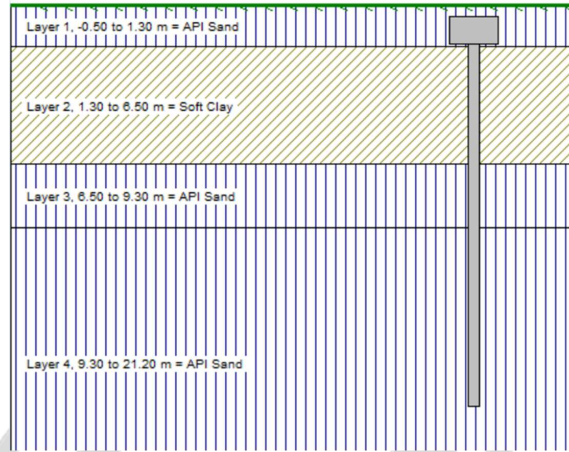 Layer 1, -0.50 to 1.30 m = API Sand
Layer 2, 1.30 to 6.50 m = Soft Clay
Layer 3, 6.50 to 9.30 m = API Sand
Layer 4, 9.30 to 21.20 m = API Sand